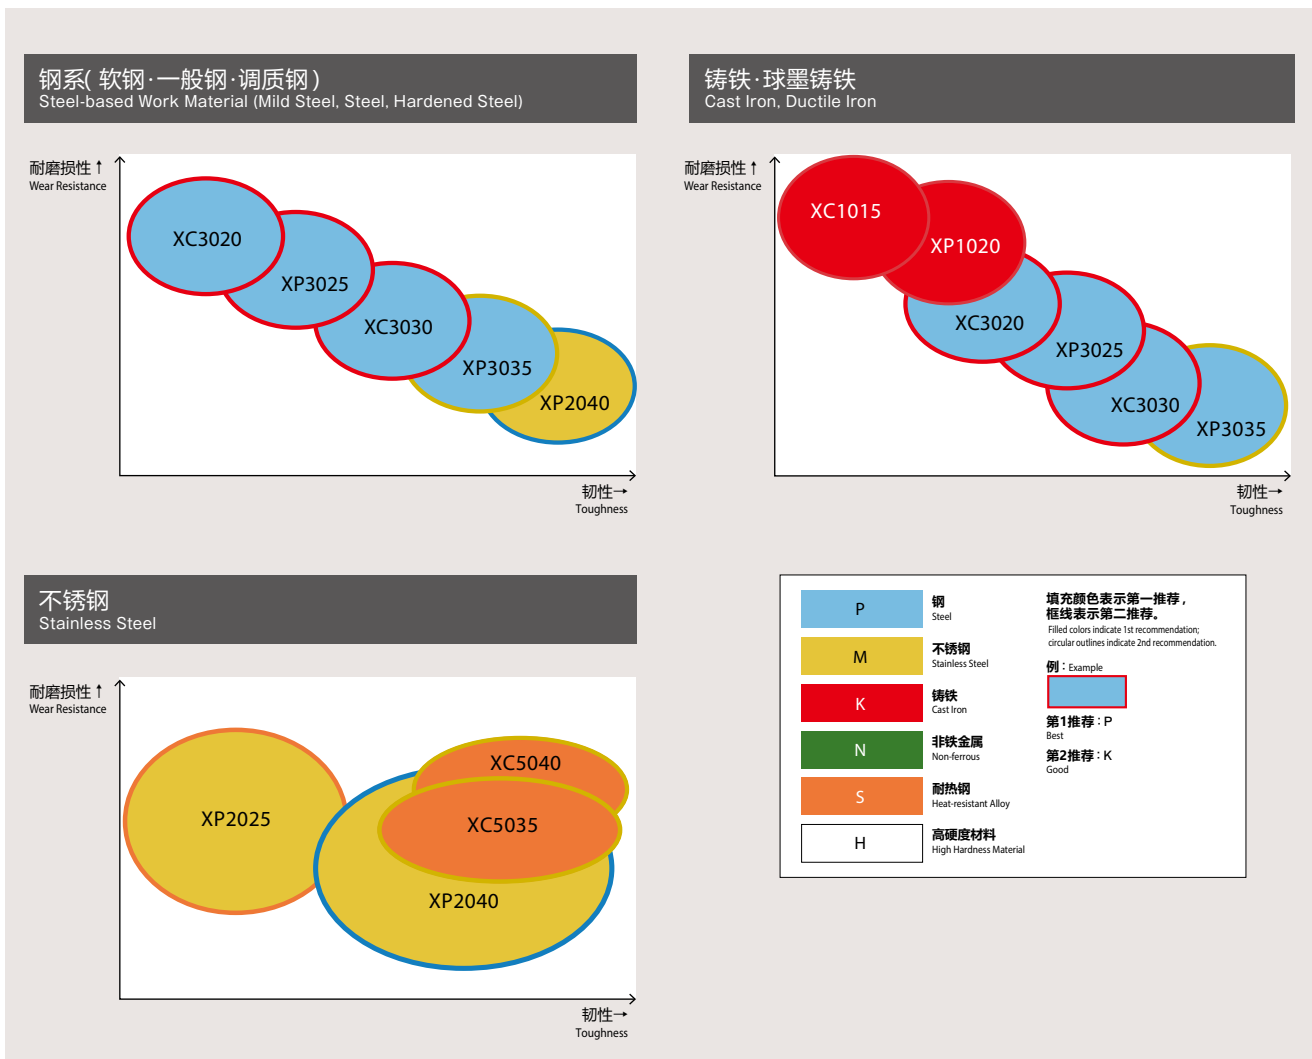 钢系( 软钢·一般钢·调质钢 )
Steel-based Work Material (Mild Steel, Steel, Hardened Steel)
耐磨损性↑
Wear Resistance
XC3020
XP3025
XC3030
XP3035
XP2040
韧性→
Toughness
铸铁·球墨铸铁
Cast Iron, Ductile Iron
耐磨损性↑
Wear Resistance
XC1015
XP1020
XC3020
XP3025
XC3030
XP3035
韧性→
Toughness
不锈钢
Stainless Steel
耐磨损性↑
Wear Resistance
XC5040
XP2025
XC5035
XP2040
韧性→
Toughness
P
钢
Steel
M
不锈钢
Stainless Steel
K
铸铁
Cast Iron
N
非铁金属
Non-ferrous
S
耐热钢
Heat-resistant Alloy
H
高硬度材料
High Hardness Material
填充颜色表示第一推荐，
框线表示第二推荐。
Filled colors indicate 1st recommendation;
circular outlines indicate 2nd recommendation.
例：Example
第1推荐：P
Best
第2推荐：K
Good